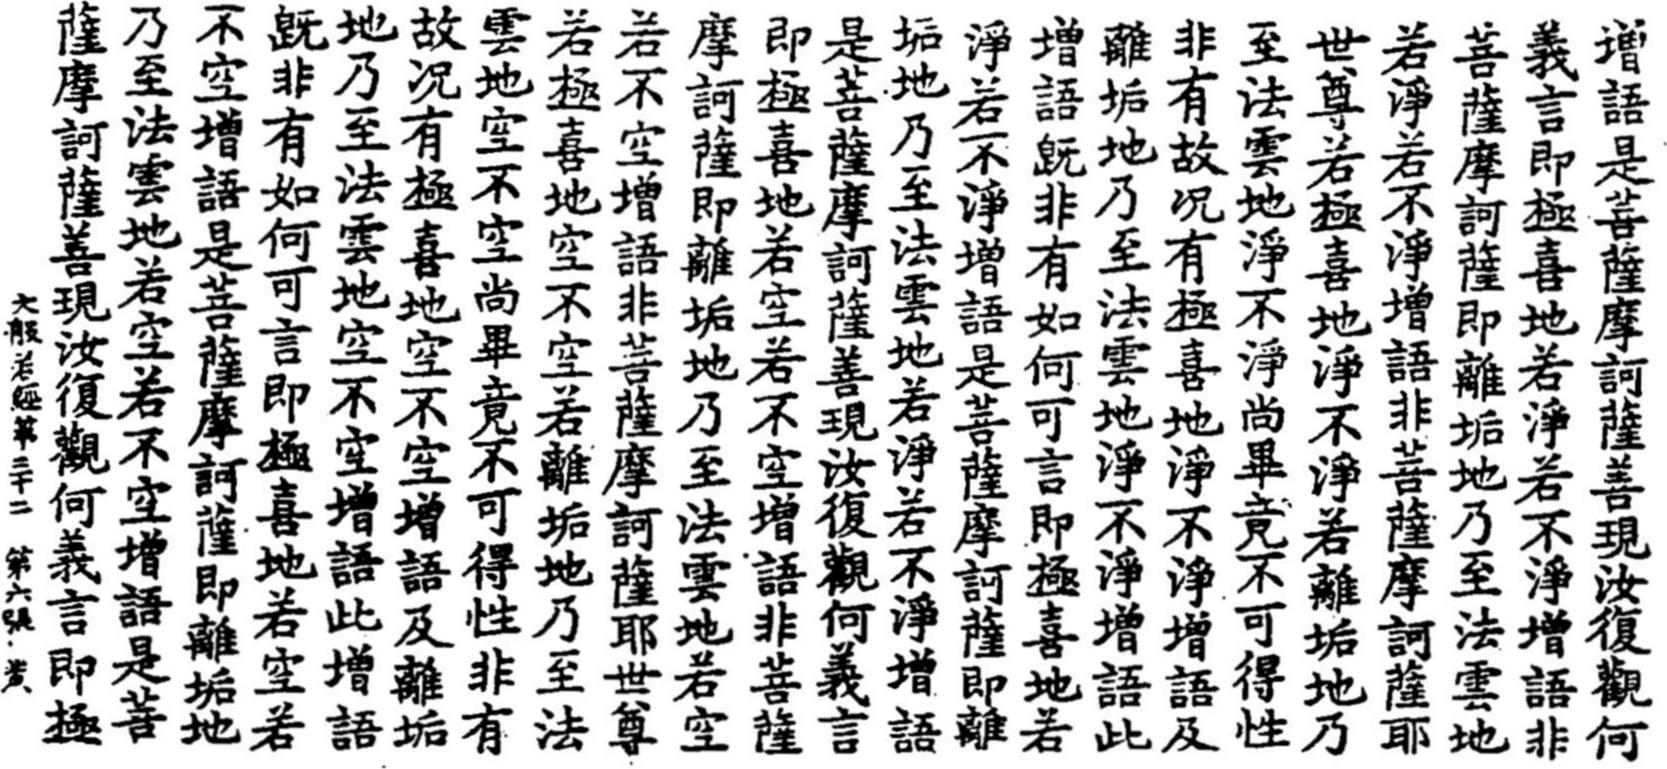 增語是菩薩摩訶薩善現汝復觀何
義言即極喜地若淨若不淨增語非
菩薩摩訶薩即離垢地乃至法雲地
若淨若不淨增語非菩薩摩訶薩耶
世尊若極喜地淨不淨若離垢地乃
至法雲地淨不淨尚畢竟不可得性
非有故況有極喜地淨不淨增語及
離垢地乃至法雲地淨不淨增語此
增語旣非有如何可言即極喜地若
淨若不淨增語是菩薩摩訶薩即離
垢地乃至法雲地若淨若不淨增語
是菩薩摩訶薩善現汝復觀何義言
即極喜地若空若不空增語非菩薩
摩訶薩即離垢地乃至法雲地若空
若不空增語非菩薩摩訶薩耶世尊
若極喜地空不空若離垢地乃至法
雲地空不空尚畢竟不可得性非有
故況有極喜地空不空增語及離垢
地乃至法雲地空不空增語此增語
旣非有如何可言即極喜地若空若
不空增語是菩薩摩訶薩即離垢地
乃至法雲地若空若不空增語是菩
薩摩訶薩善現汝復觀何義言即極
大般若經第三十二 第六張